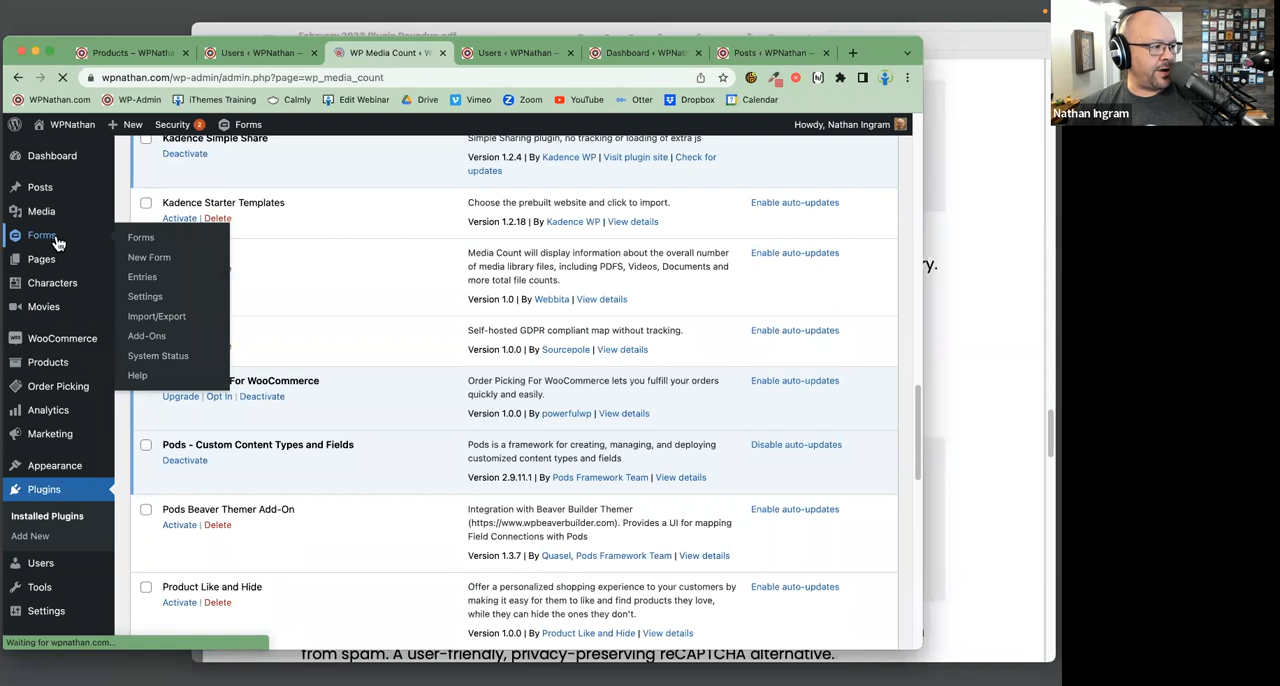 February 2023 Plugin Roundup.pdf
Products ‹ WPNathan —
Users ‹ WPNathan —
WP Media Count ‹ W
Users ‹ WPNathan —
Dashboard ‹ WPNat
Posts ‹ WPNathan —
wpnathan.com/wp-admin/admin.php?page=wp_media_count
WPNathan.com
WP-Admin
iThemes Training
Calmly
Edit Webinar
Drive
Vimeo
Zoom
YouTube
Otter
Dropbox
Calendar
WPNathan
New
Security 2
Forms
Howdy, Nathan Ingram
Nathan Ingram
Dashboard
Posts
Media
Forms
Pages
Characters
Movies
WooCommerce
Products
Order Picking
Analytics
Marketing
Appearance
Plugins
Installed Plugins
Add New
Users
Tools
Settings
Forms
New Form
Entries
Settings
Import/Export
Add-Ons
System Status
Help
Kadence Simple Share
Deactivate
Simple Sharing plugin, no tracking or loading of extra js
Version 1.2.4 | By Kadence WP | Visit plugin site | Check for
updates
Kadence Starter Templates
Activate | Delete
Choose the prebuilt website and click to import.
Version 1.2.18 | By Kadence WP | View details
Enable auto-updates
Media Count will display information about the overall number
of media library files, including PDFS, Videos, Documents and
more total file counts.
Version 1.0 | By Webbita | View details
Enable auto-updates
Self-hosted GDPR compliant map without tracking.
Version 1.0.0 | By Sourcepole | View details
Enable auto-updates
For WooCommerce
Upgrade | Opt In | Deactivate
Order Picking For WooCommerce lets you fulfill your orders
quickly and easily.
Version 1.0.0 | By powerfulwp | View details
Enable auto-updates
Pods - Custom Content Types and Fields
Deactivate
Pods is a framework for creating, managing, and deploying
customized content types and fields
Version 2.9.11.1 | By Pods Framework Team | View details
Disable auto-updates
Pods Beaver Themer Add-On
Activate | Delete
Integration with Beaver Builder Themer
(https://www.wpbeaverbuilder.com). Provides a UI for mapping
Field Connections with Pods
Version 1.3.7 | By Quasel, Pods Framework Team | View details
Enable auto-updates
Product Like and Hide
Activate | Delete
Offer a personalized shopping experience to your customers by
making it easy for them to like and find products they love,
while they can hide the ones they don't.
Version 1.0.0 | By Product Like and Hide | View details
Enable auto-updates
Waiting for wpnathan.com...
ry.
from spam. A user-friendly, privacy-preserving reCAPTCHA alternative.